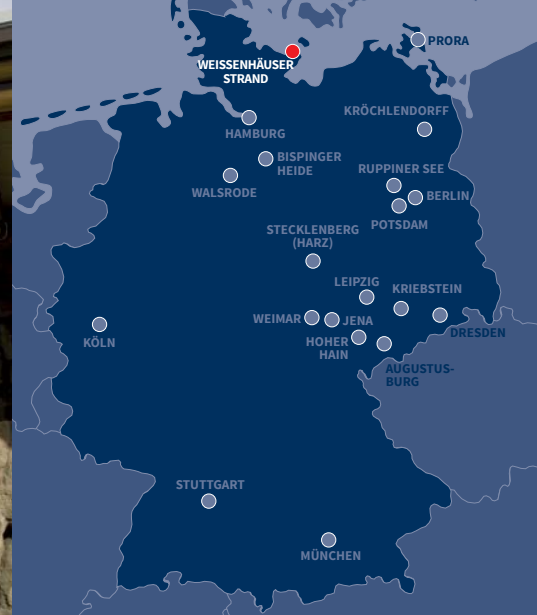 PRORA
WEISSENHÄUSER
STRAND
KRÖCHLENDORFF
HAMBURG
BISPINGER
HEIDE
RUPPINER SEE
WALSRODE
BERLIN
POTSDAM
STECKLENBERG
(HARZ)
LEIPZIG
KRIEBSTEIN
WEIMAR
JENA
DRESDEN
KÖLN
HOHER
HAIN
AUGUSTUS-
BURG
STUTTGART
MÜNCHEN